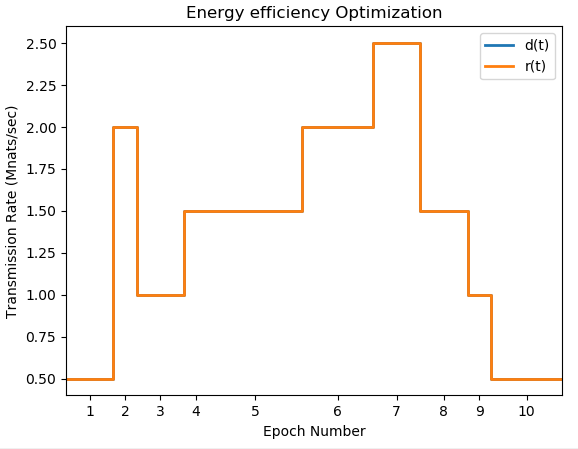 Energy efficiency Optimization
d(t)
r(t)
Transmission Rate (Mnats/sec)
2.50
2.25
2.00
1.75
1.50
1.25
1.00
0.75
0.50
1 2 3 4 5 6 7 8 9 10
Epoch Number